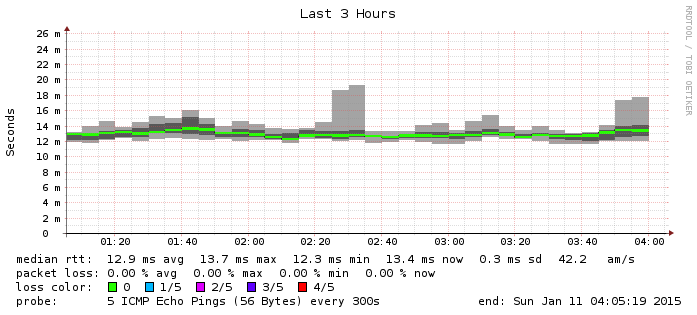 Last 3 Hours
RRDTOOL / TOBI OETIKER
Seconds
26 m
24 m
22 m
20 m
18 m
16 m
14 m
12 m
10 m
8 m
6 m
4 m
2 m
0
01:20 01:40 02:00 02:20 02:40 03:00 03:20 03:40 04:00
median rtt: 12.9 ms avg 13.7 ms max 12.3 ms min 13.4 ms now 0.3 ms sd 42.2 am/s
packet loss: 0.00 % avg 0.00 % max 0.00 % min 0.00 % now
loss color: 0 1/5 2/5 3/5 4/5
probe: 5 ICMP Echo Pings (56 Bytes) every 300s end: Sun Jan 11 04:05:19 2015